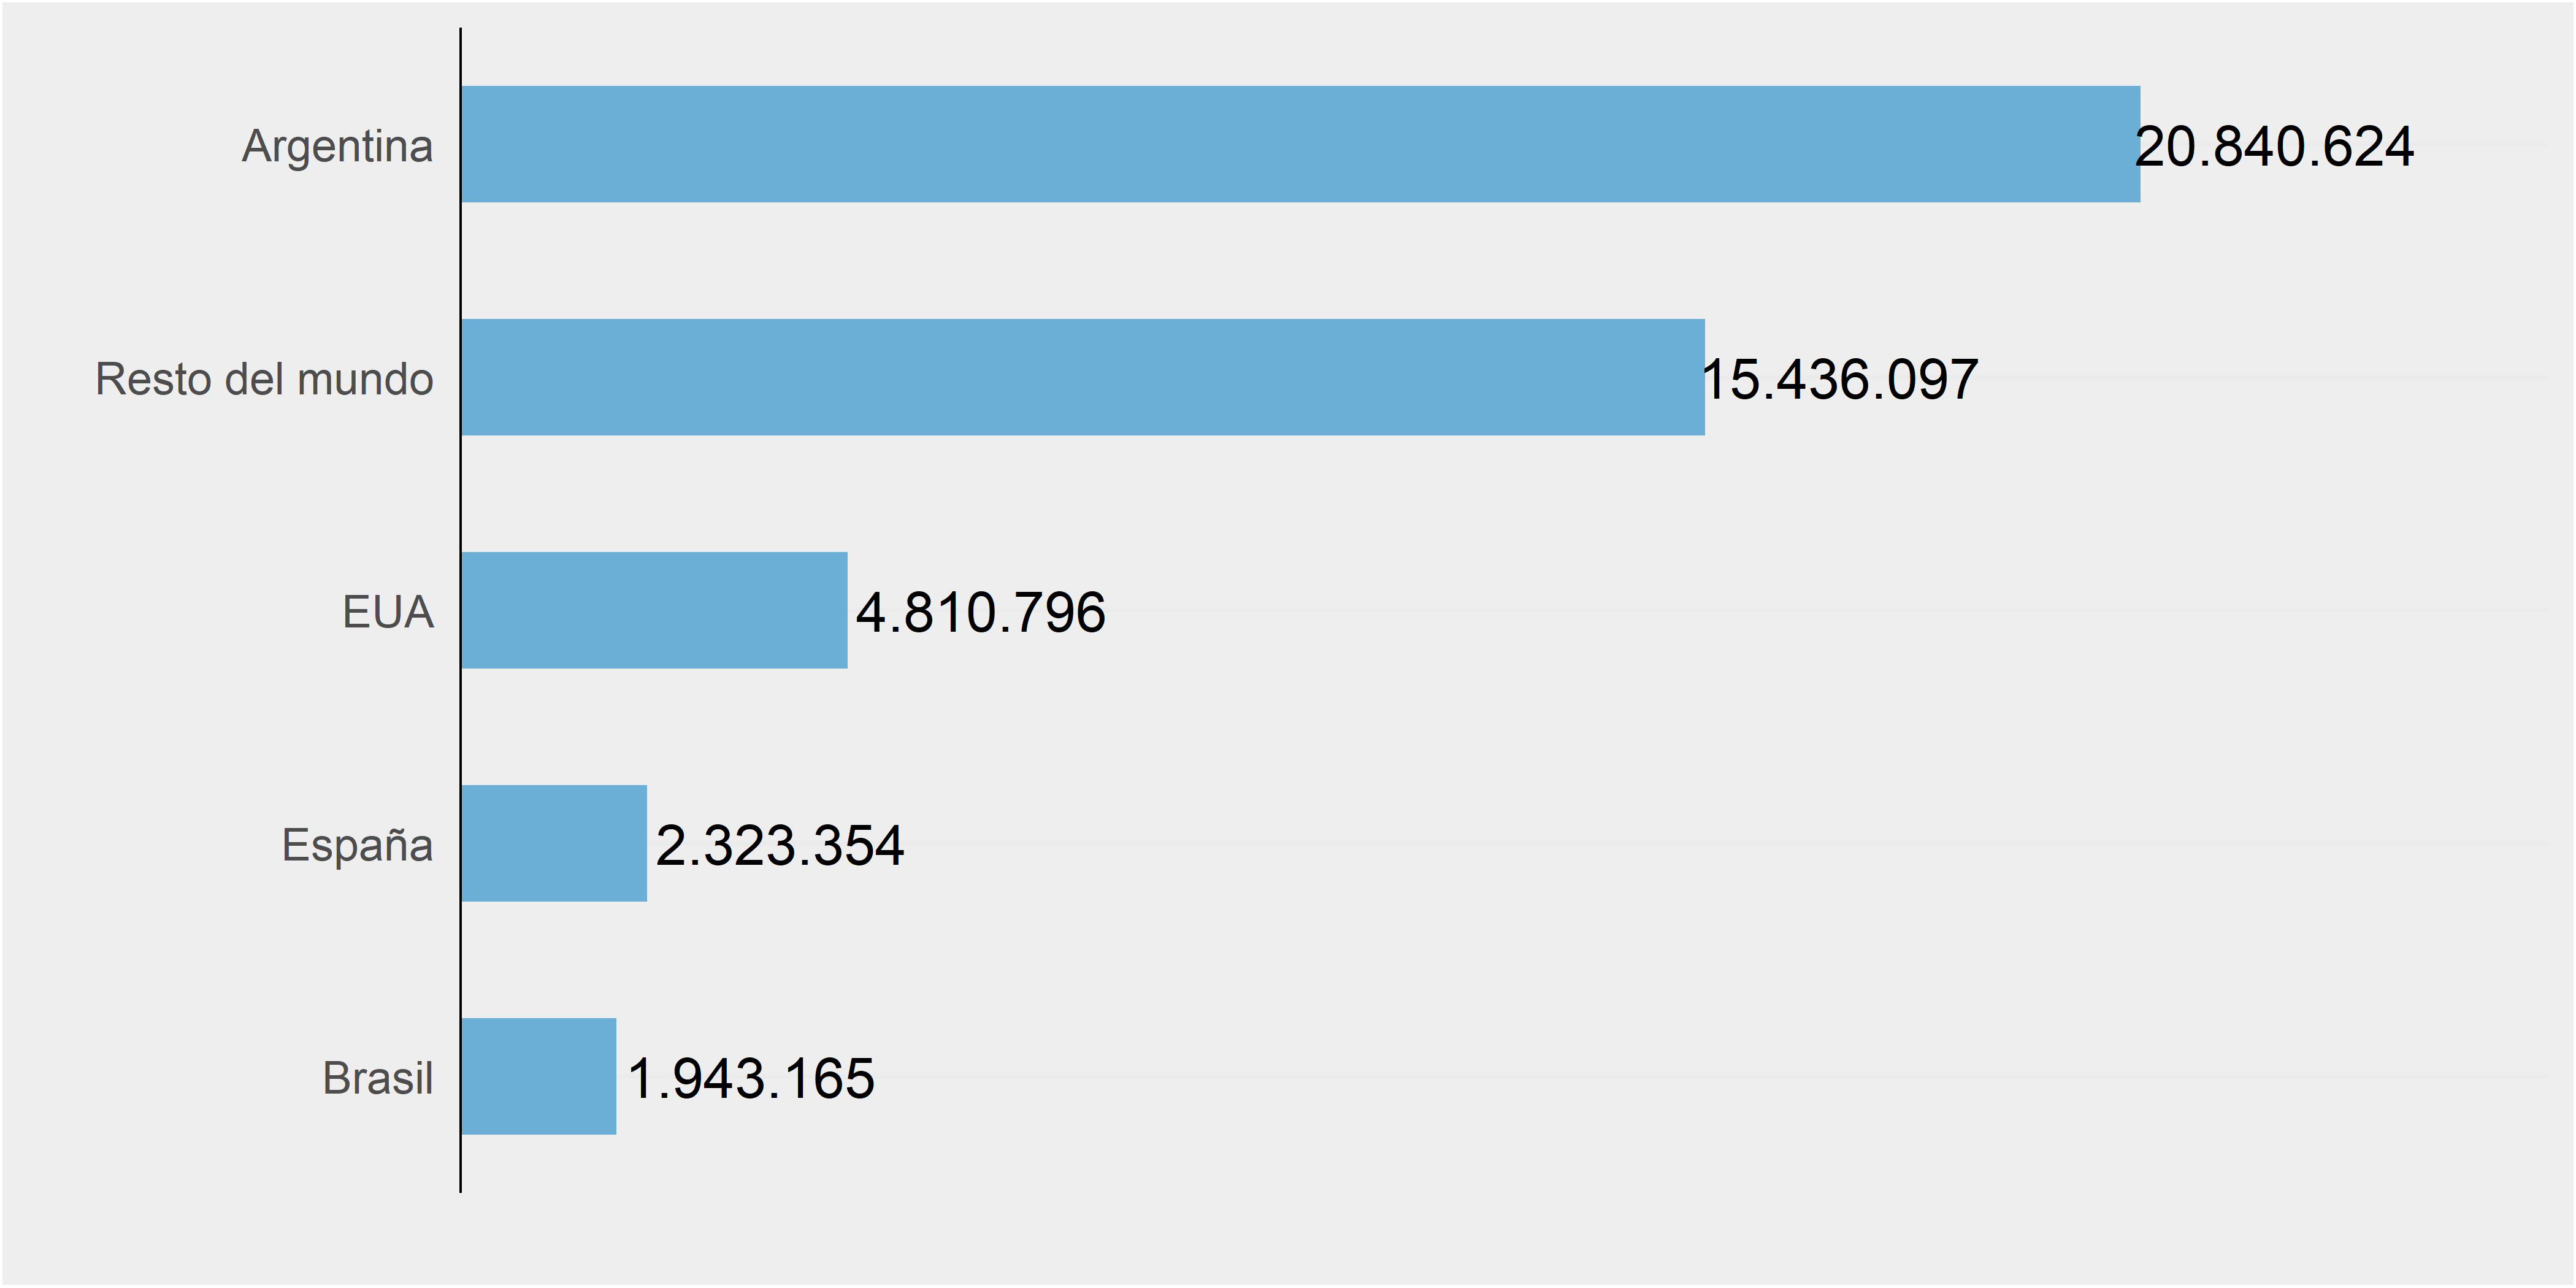 Argentina 20.840.624
Resto del mundo 15.436.097
EUA 4.810.796
España 2.323.354
Brasil 1.943.165